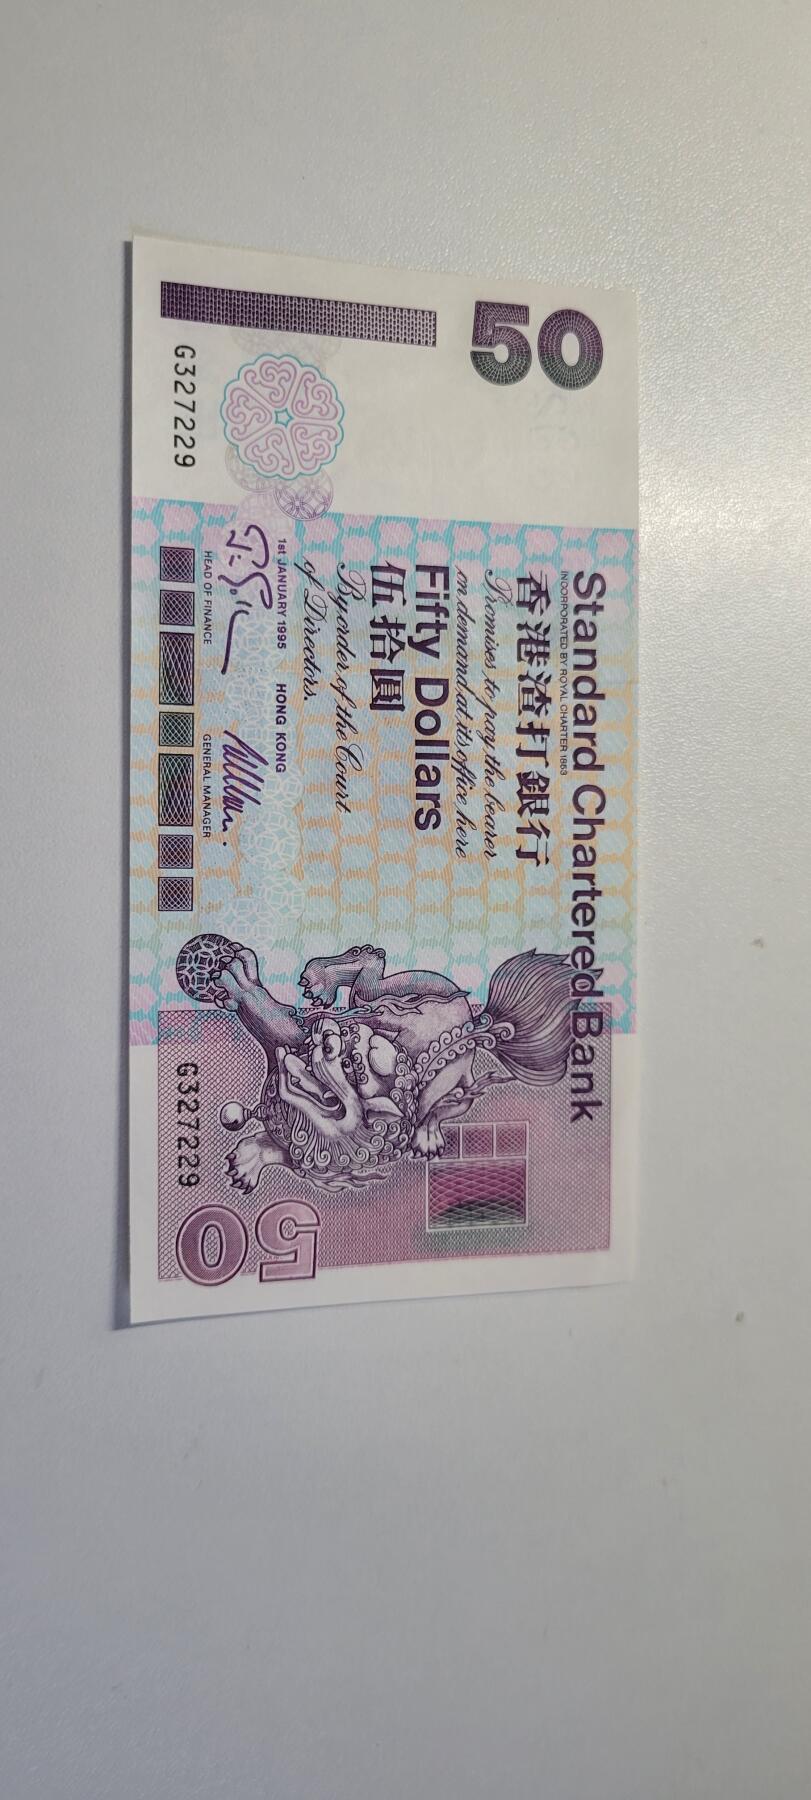 50
Standard Chartered Bank
INCORPORATED BY ROYAL CHARTER 1853
香港渣打銀行
Promises to pay the bearer
on demand at its office here
Fifty Dollars
伍拾圓
By order of the Court
of Directors.
1st JANUARY 1995 HONG KONG
HEAD OF FINANCE GENERAL MANAGER
G327229
G327229
50